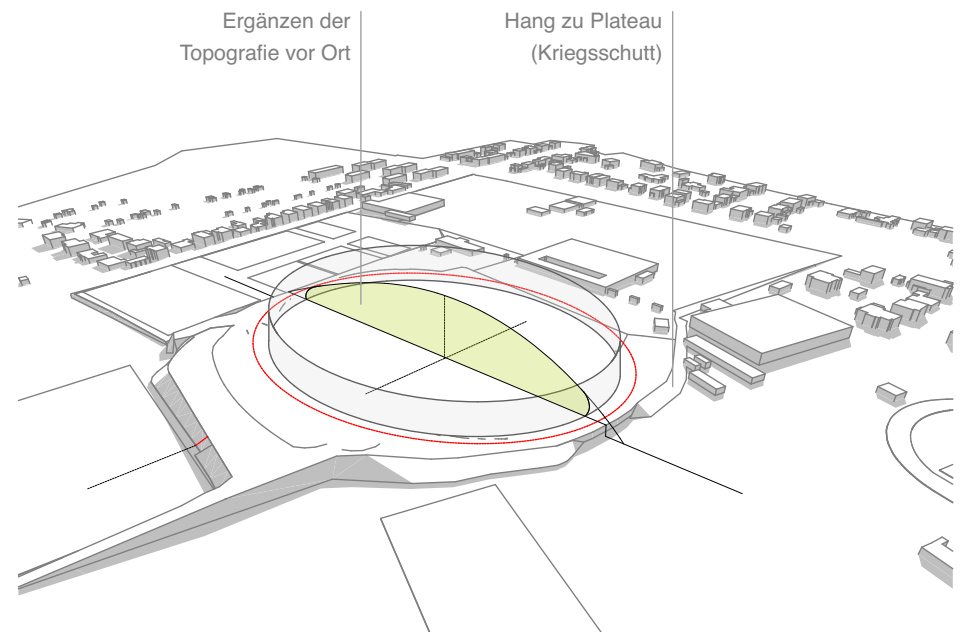 Ergänzen der
Topografie vor Ort
Hang zu Plateau
(Kriegsschutt)